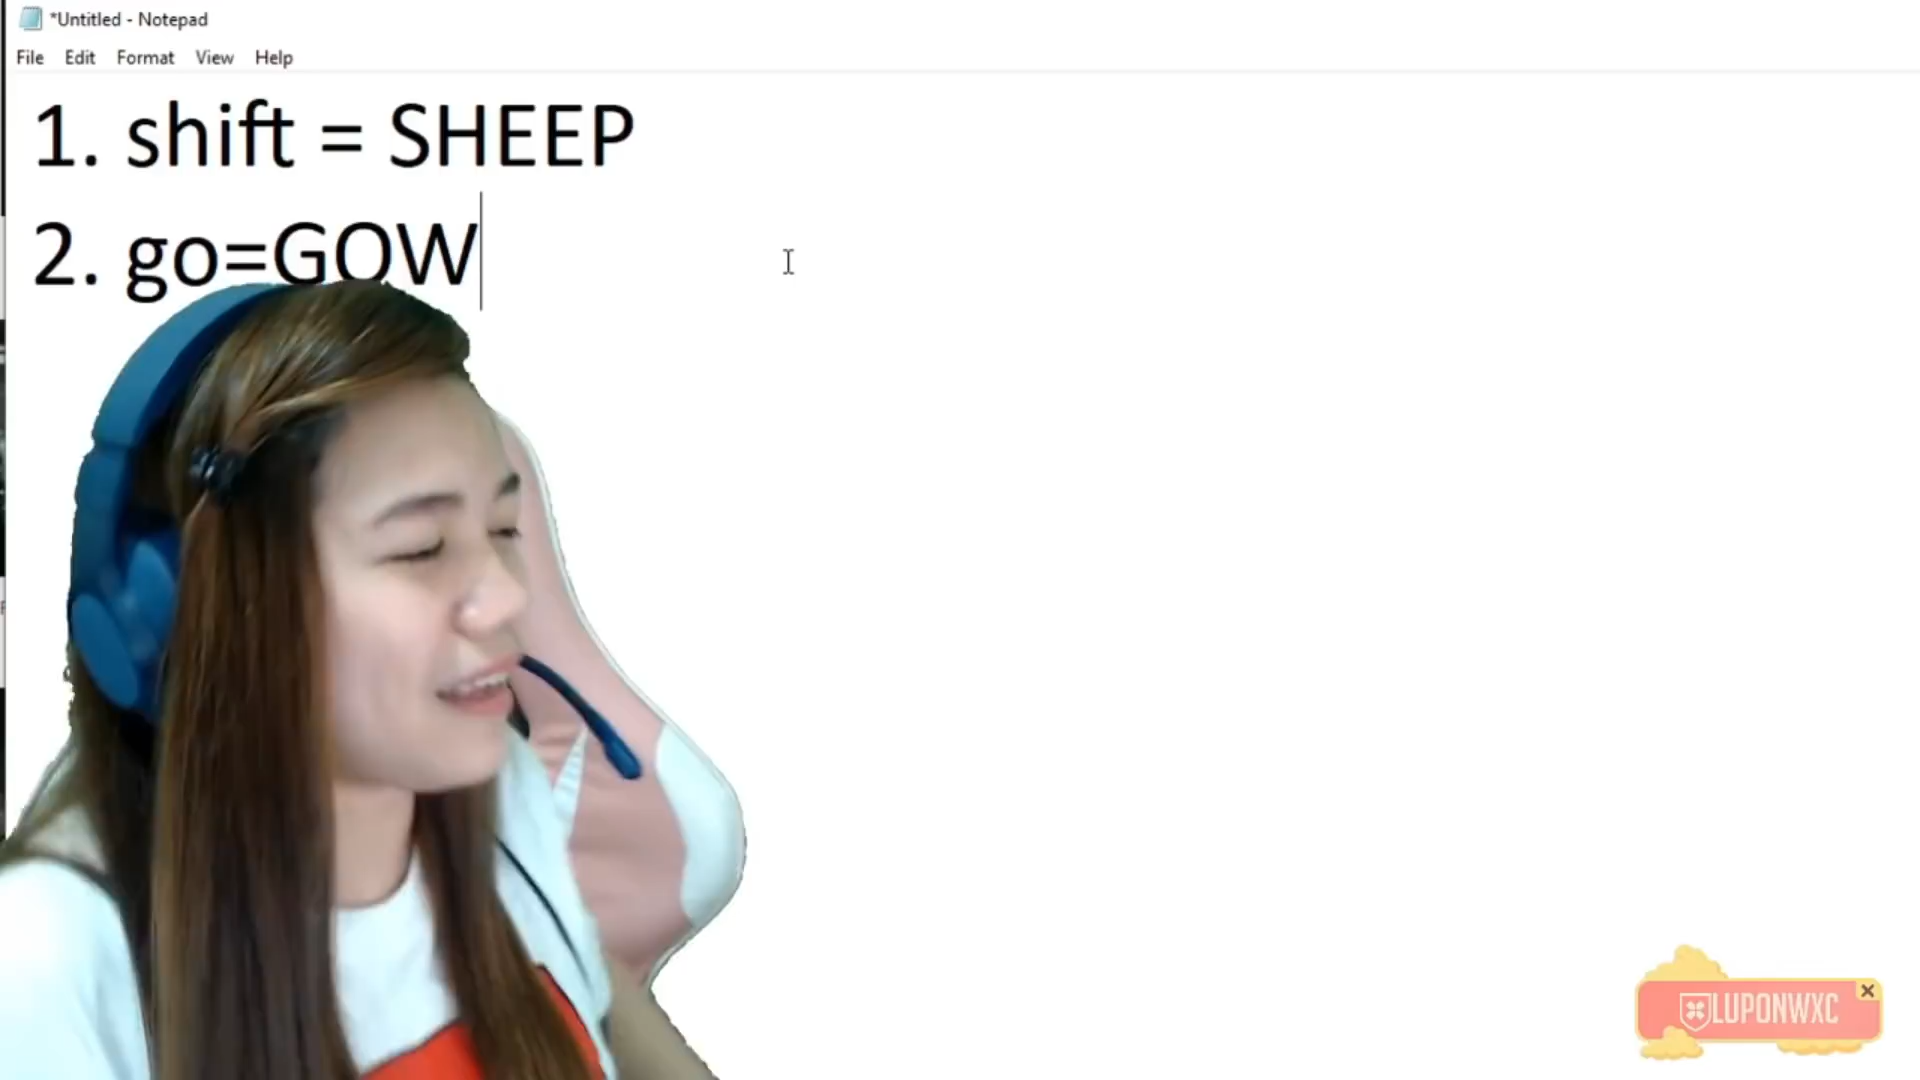 *Untitled - Notepad
File Edit Format View Help
1. shift = SHEEP
2. go=GOW
LUPONWXC